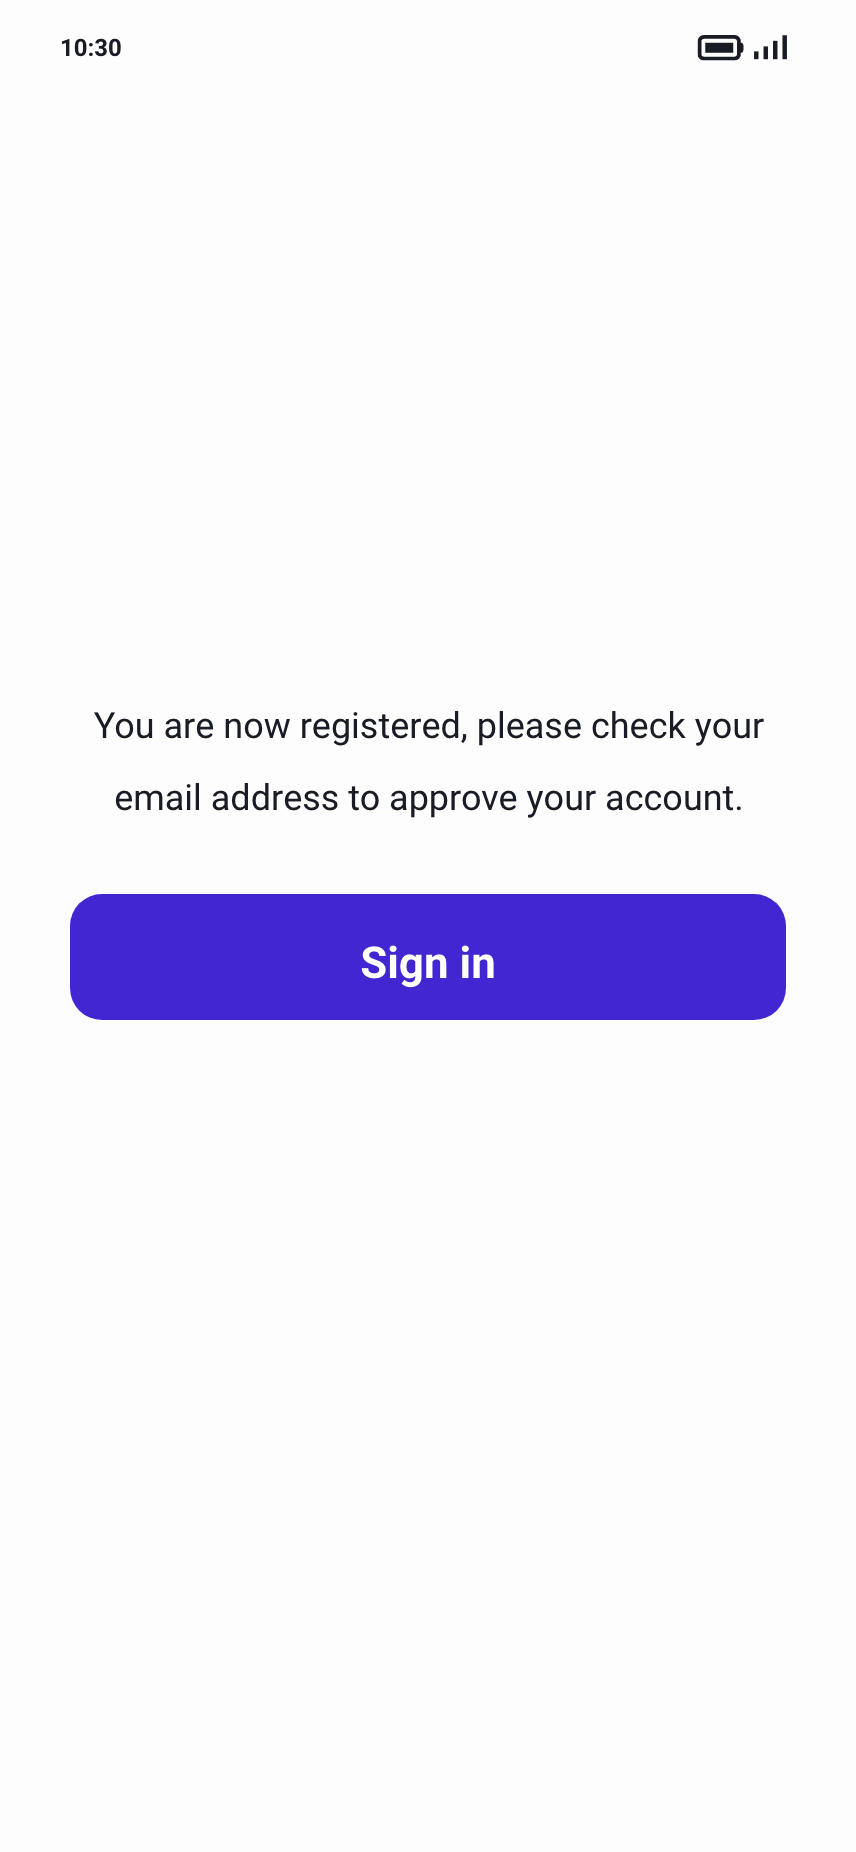 10:30
You are now registered, please check your
email address to approve your account.
Sign in